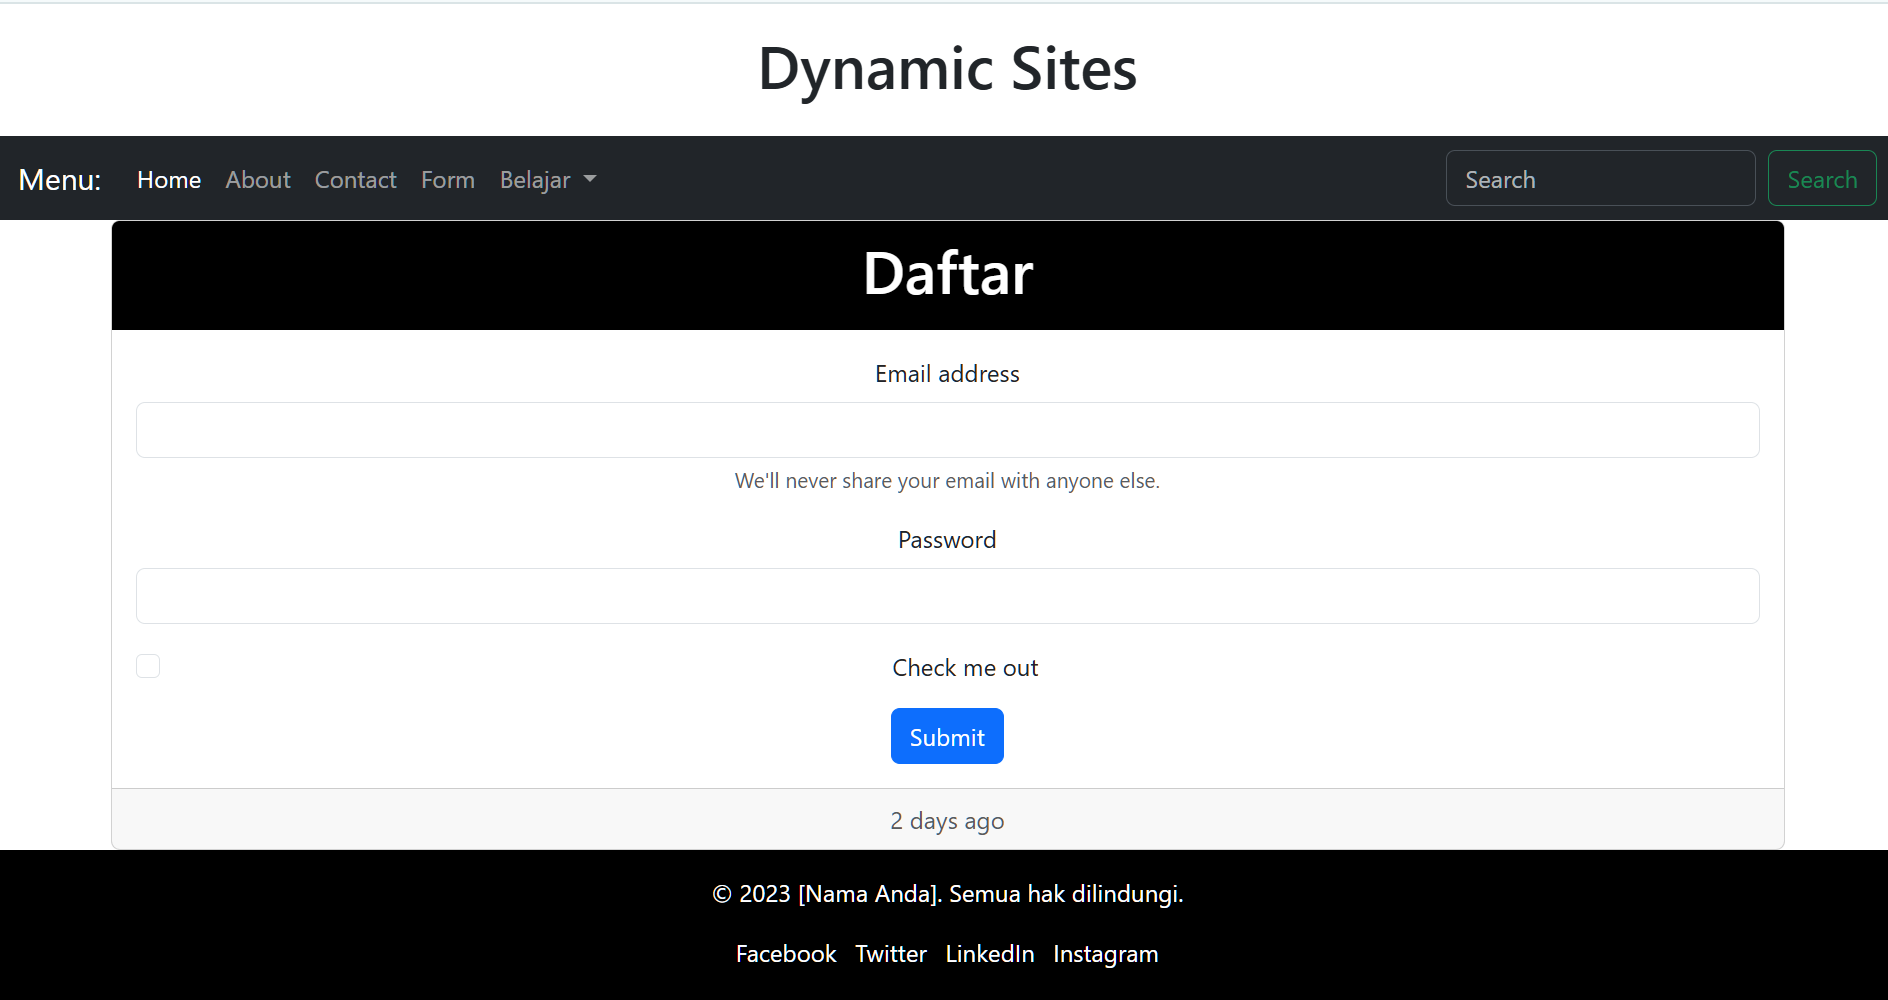 Dynamic Sites
Menu: Home About Contact Form Belajar Search Search
Daftar
Email address
We'll never share your email with anyone else.
Password
Check me out
Submit
2 days ago
© 2023 [Nama Anda]. Semua hak dilindungi.
Facebook Twitter LinkedIn Instagram